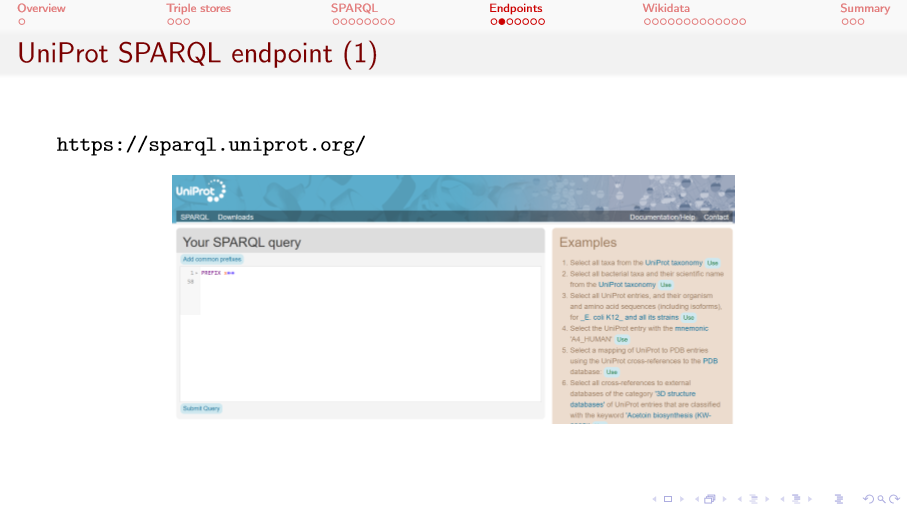 Overview Triple stores SPARQL Endpoints Wikidata Summary
UniProt SPARQL endpoint (1)
https://sparql.uniprot.org/
UniProt
SPARQL Downloads Documentation/Help Contact
Your SPARQL query
Add common prefixes
1 PREFIX
58
Submit Query
Examples
1. Select all taxa from the UniProt taxonomy Use
2. Select all bacterial taxa and their scientific name
from the UniProt taxonomy Use
3. Select all UniProt entries, and their organism
and amino acid sequences (including isoforms),
for _E. coli K12_ and all its strains Use
4. Select the UniProt entry with the mnemonic
'A4_HUMAN' Use
5. Select a mapping of UniProt to PDB entries
using the UniProt cross-references to the PDB
database: Use
6. Select all cross-references to external
databases of the category '3D structure
databases' of UniProt entries that are classified
with the keyword 'Acetoin biosynthesis (KW-